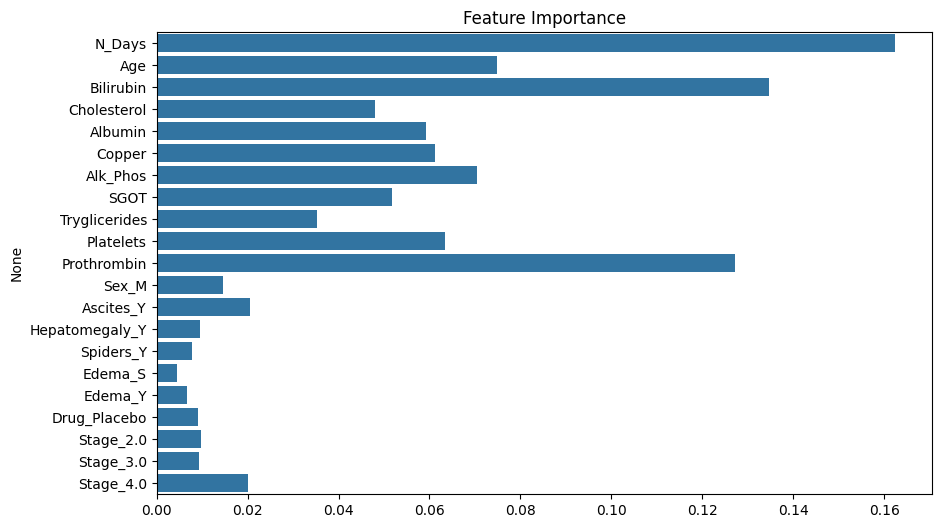 Feature Importance
N_Days
Age
Bilirubin
Cholesterol
Albumin
Copper
Alk_Phos
SGOT
Tryglicerides
Platelets
Prothrombin
Sex_M
Ascites_Y
Hepatomegaly_Y
Spiders_Y
Edema_S
Edema_Y
Drug_Placebo
Stage_2.0
Stage_3.0
Stage_4.0
None
0.00 0.02 0.04 0.06 0.08 0.10 0.12 0.14 0.16